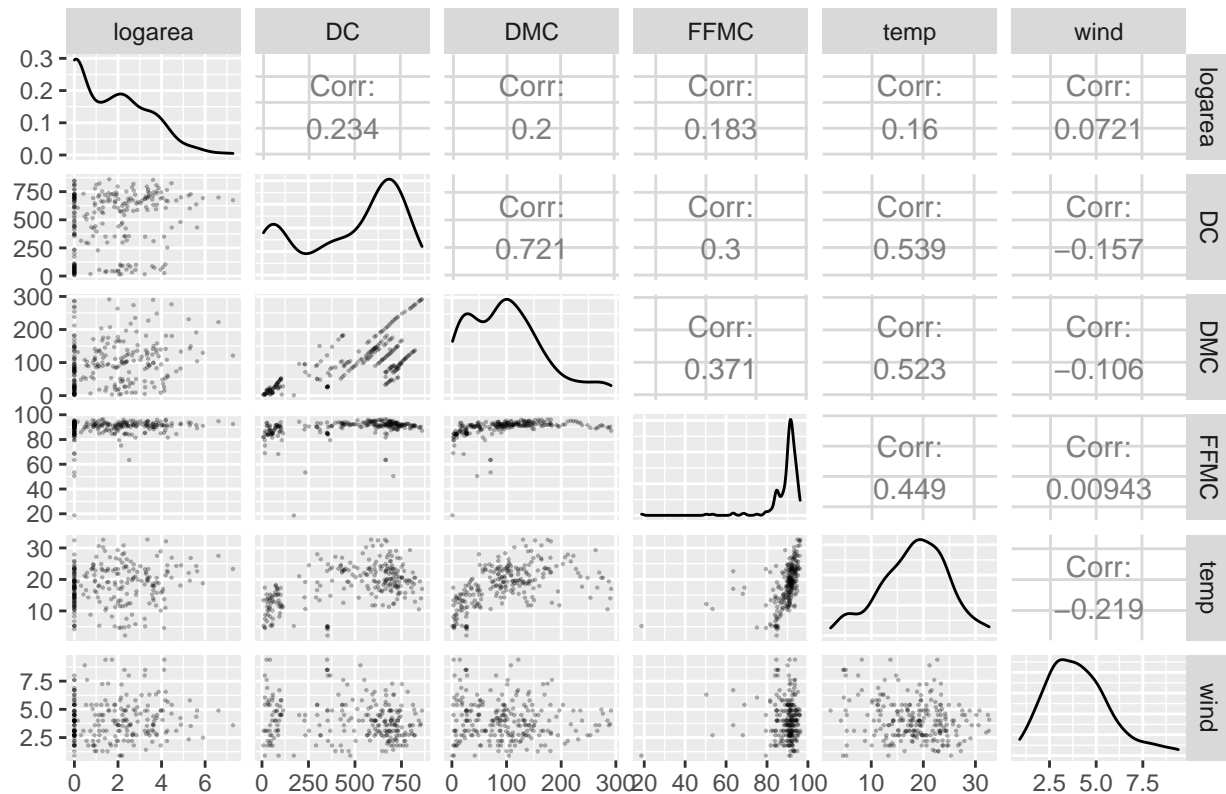 logarea DC DMC FFMC temp wind
0.3
0.2
0.1
0.0
Corr: Corr: Corr: Corr: Corr:
0.234 0.2 0.183 0.16 0.0721
logarea
750
500
250
0
Corr: Corr: Corr: Corr:
0.721 0.3 0.539 −0.157
DC
300
200
100
0
Corr: Corr: Corr:
0.371 0.523 −0.106
DMC
100
80
60
40
20
Corr: Corr:
0.449 0.00943
FFMC
30
20
10
Corr:
−0.219
temp
7.5
5.0
2.5
wind
0 2 4 6 0 250 500 750 0 100 200 300 20 40 60 80 100 10 20 30 2.5 5.0 7.5